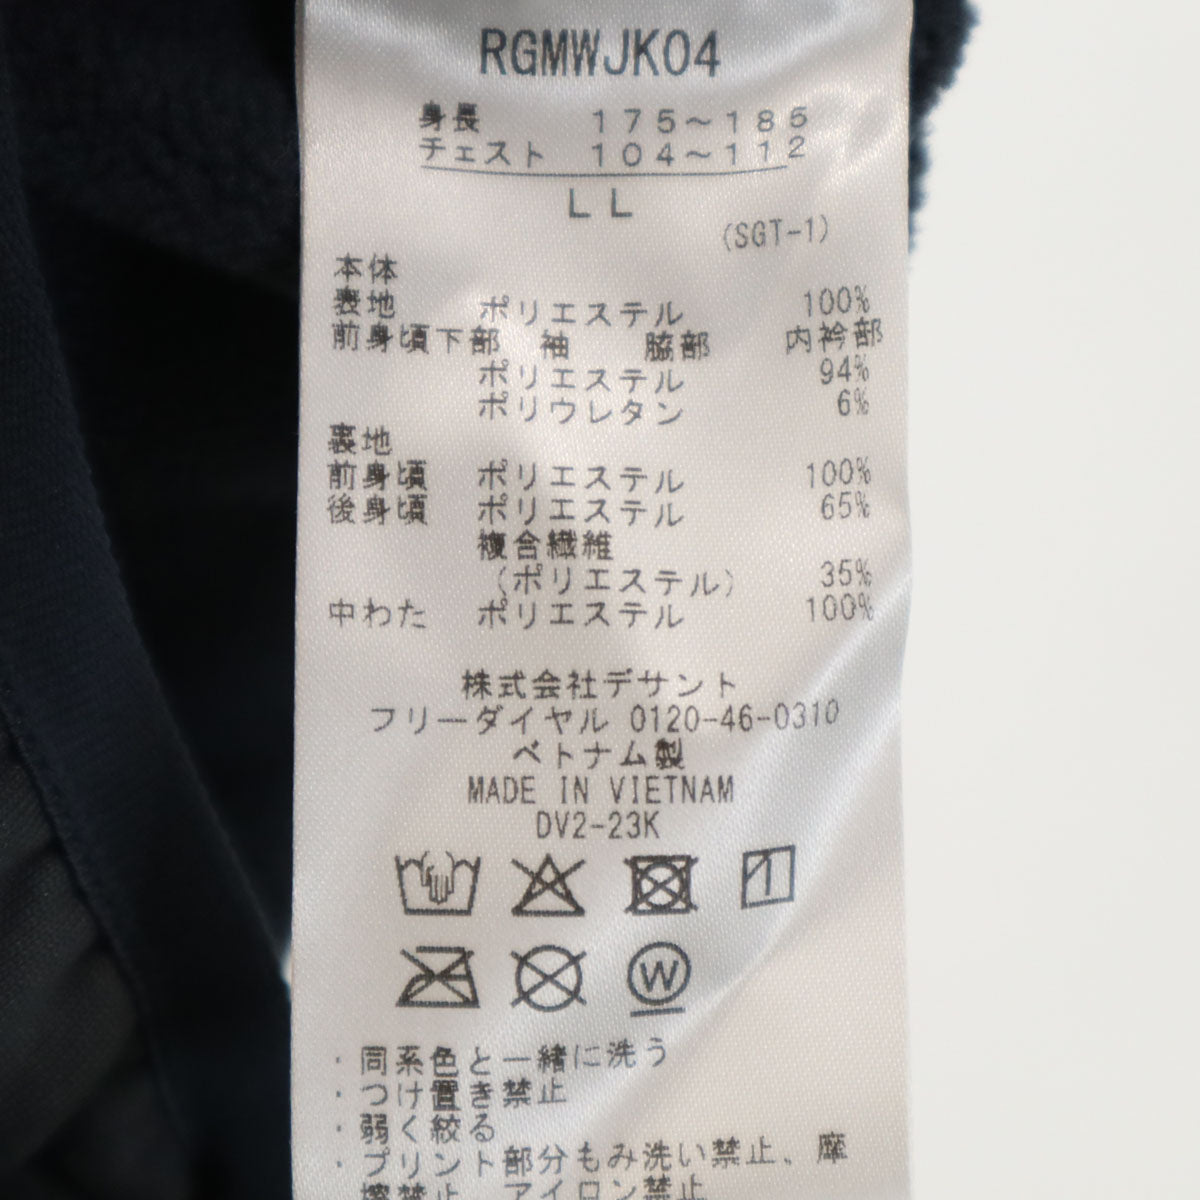 RGMWJK04
身長 175～185
チェスト 104～112
LL
(SGT-1)
本体
表地 ポリエステル 100%
前身頃下部 袖 脇部 内衿部
ポリエステル 94%
ポリウレタン 6%
裏地
前身頃 ポリエステル 100%
後身頃 ポリエステル 65%
複合繊維
(ポリエステル) 35%
中わた ポリエステル 100%
株式会社デサント
フリーダイヤル 0120-46-0310
ベトナム製
MADE IN VIETNAM
DV2-23K
W
・同系色と一緒に洗う
・つけ置き禁止
・弱く絞る
・プリント部分もみ洗い禁止、摩
擦禁止、アイロン禁止